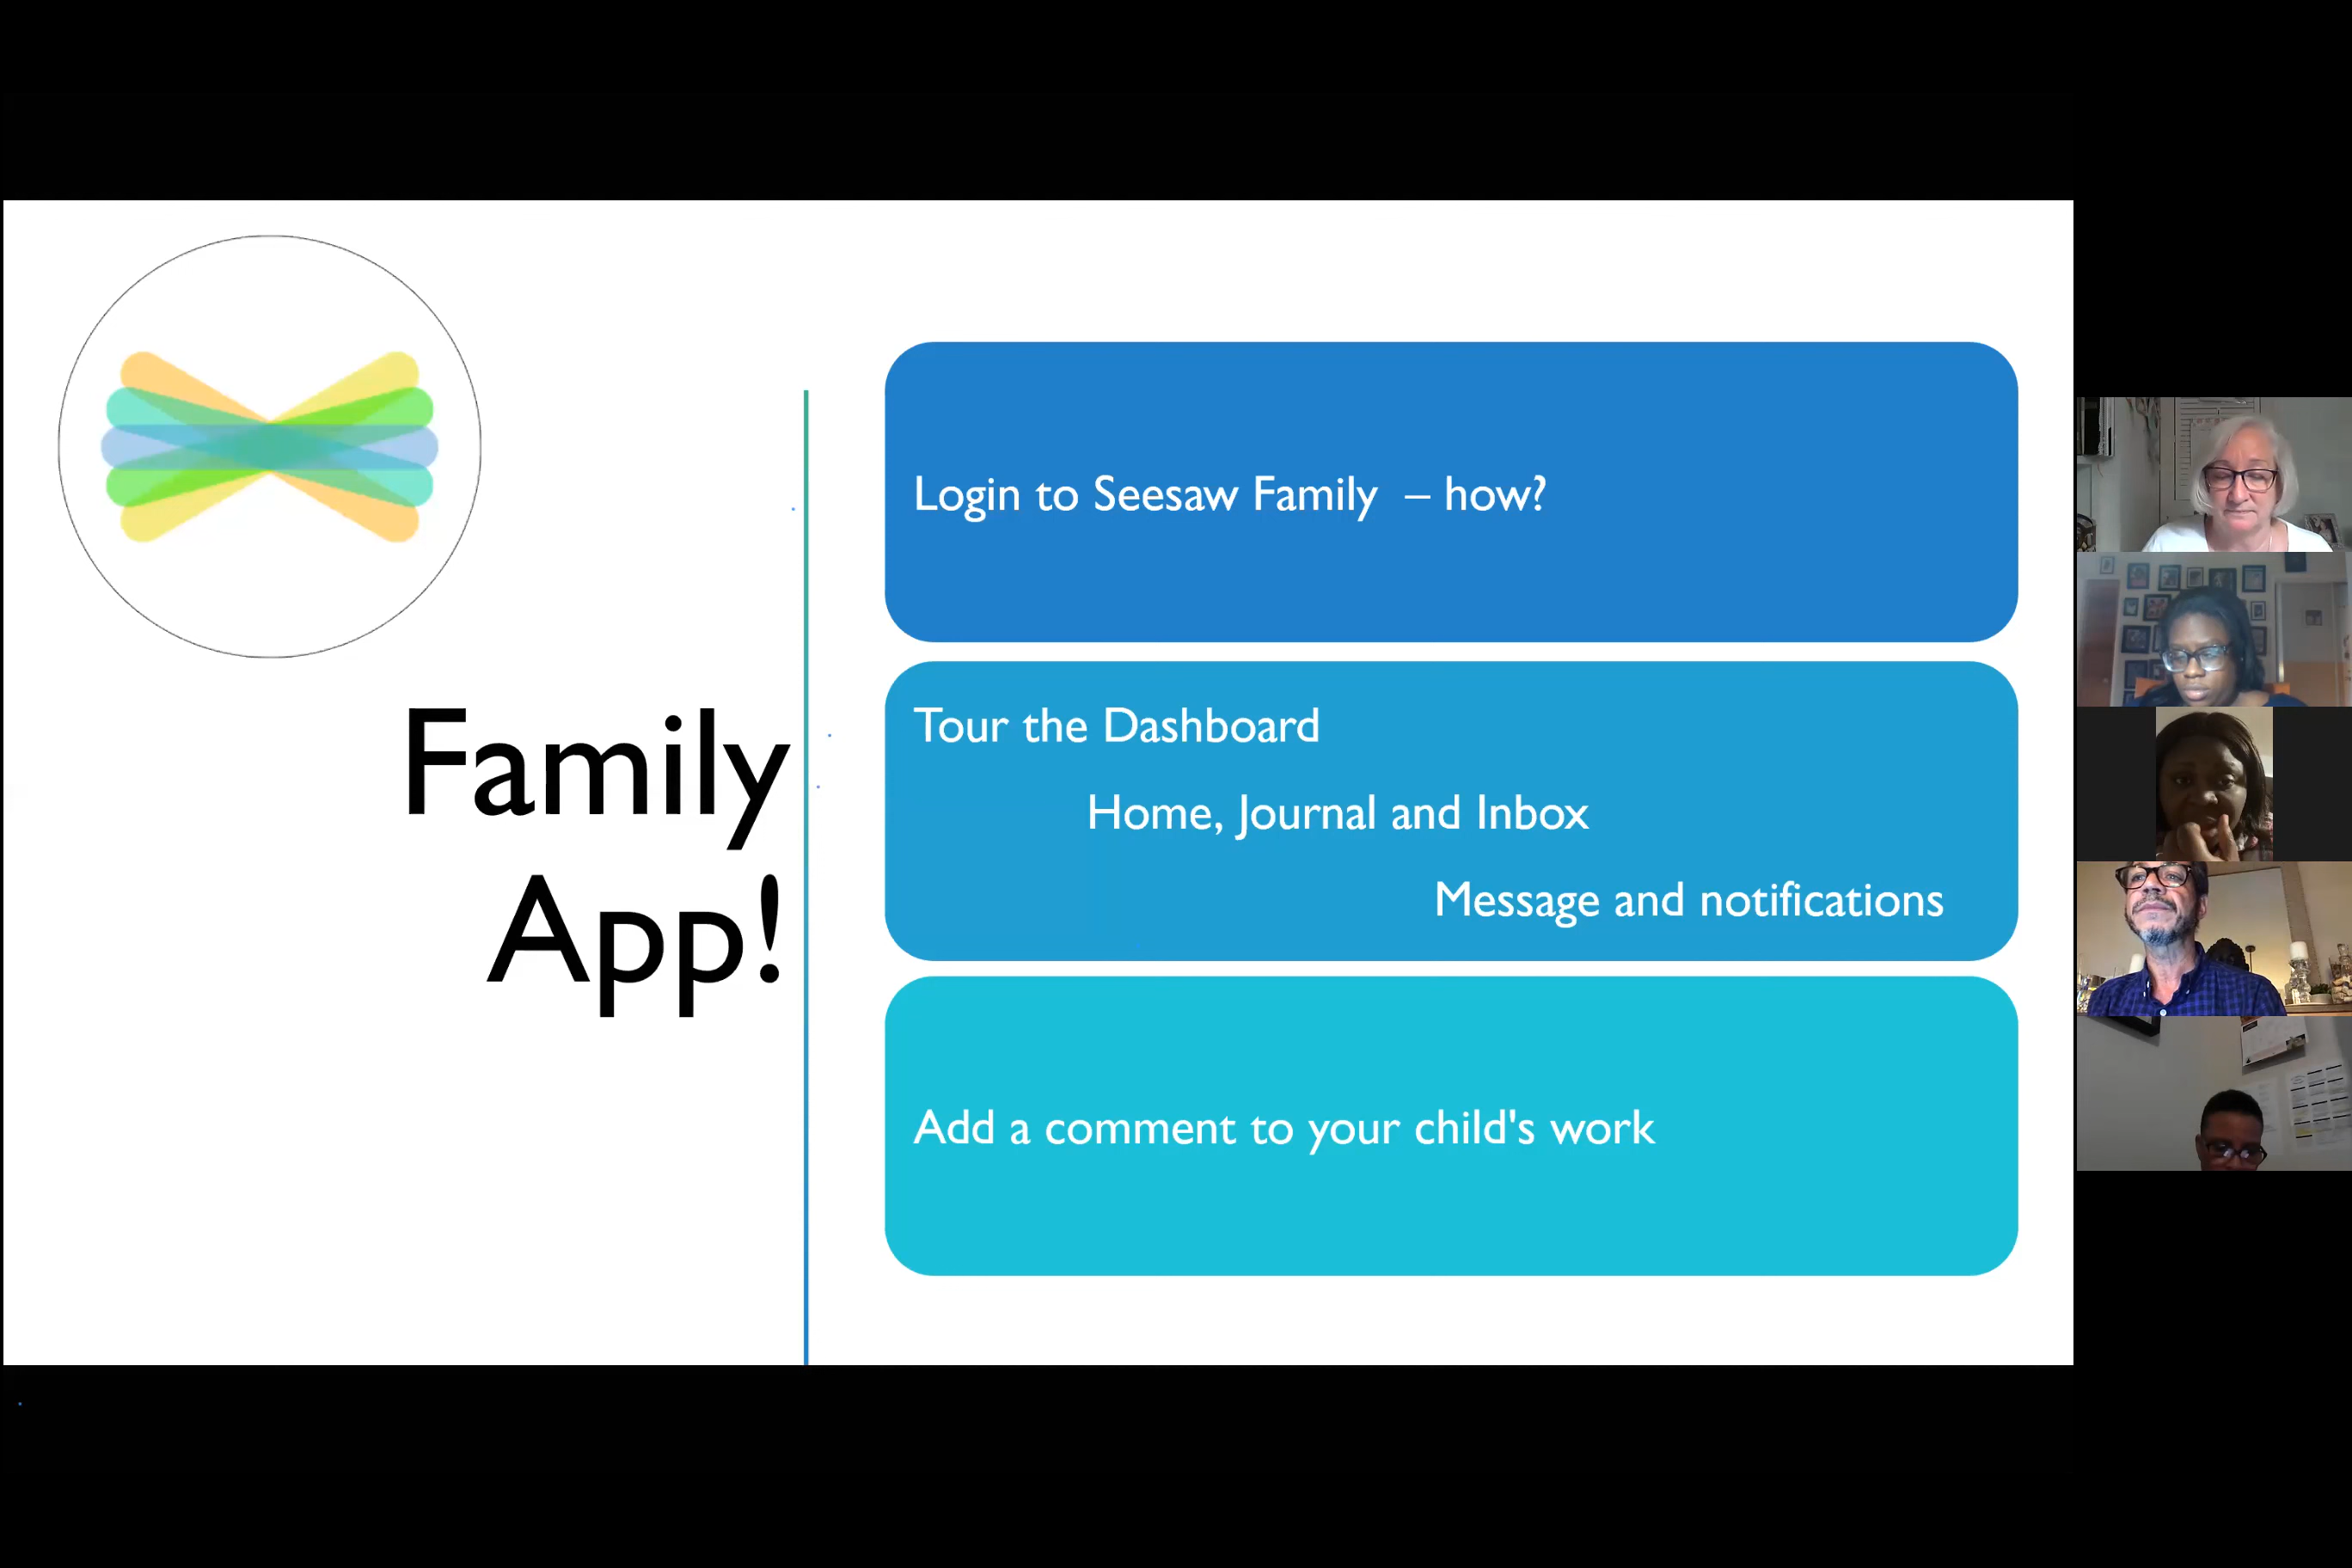 Family
App!
Login to Seesaw Family – how?
Tour the Dashboard
Home, Journal and Inbox
Message and notifications
Add a comment to your child's work